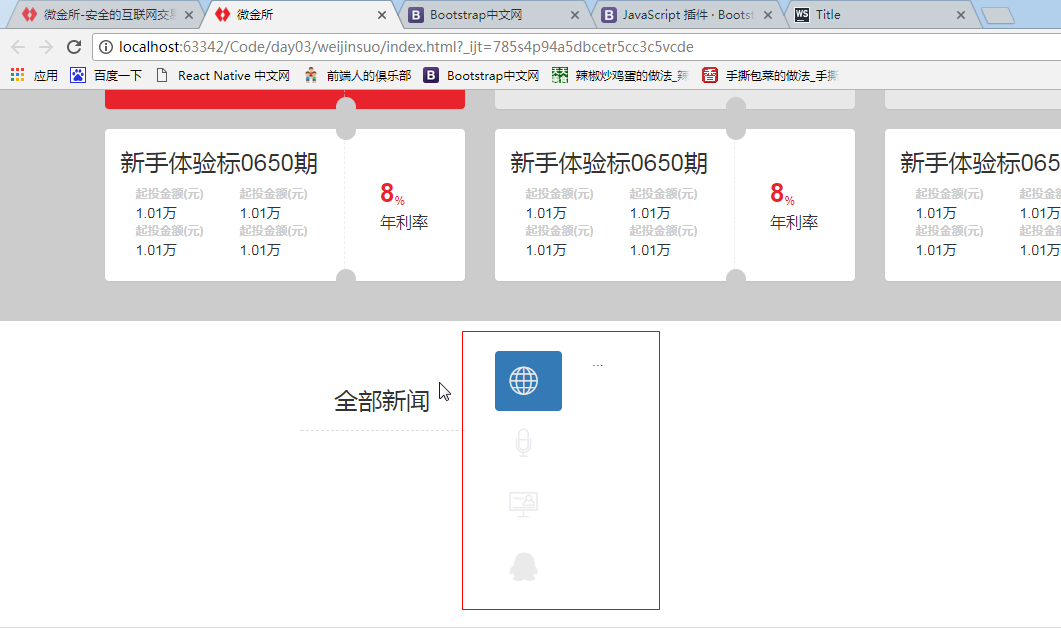 微金所-安全的互联网交易
微金所
Bootstrap中文网
JavaScript 插件 · Boots
WS Title
localhost:63342/Code/day03/weijinsuo/index.html?_ijt=785s4p94a5dbcetr5cc3c5vcde
应用
百度一下
React Native 中文网
前端人的俱乐部
Bootstrap中文网
辣椒炒鸡蛋的做法_辣
手撕包菜的做法_手撕
新手体验标0650期
起投金额(元) 起投金额(元)
1.01万 1.01万
起投金额(元) 起投金额(元)
1.01万 1.01万
8%
年利率
新手体验标0650期
起投金额(元) 起投金额(元)
1.01万 1.01万
起投金额(元) 起投金额(元)
1.01万 1.01万
8%
年利率
新手体验标065
起投金额(元) 起投金
1.01万 1.01万
起投金额(元) 起投金
1.01万 1.01万
全部新闻
...